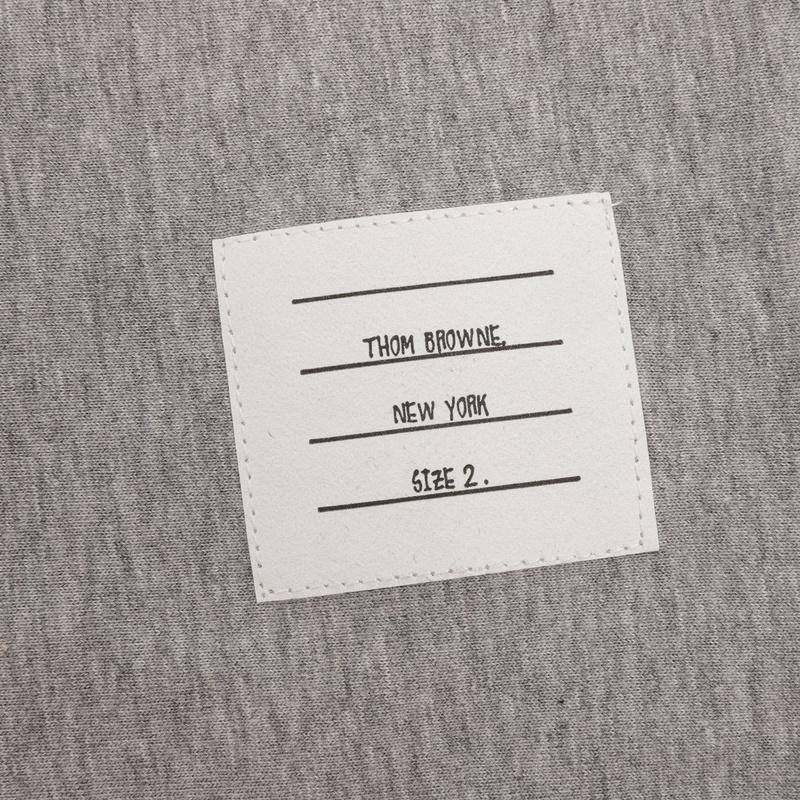 THOM BROWNE.
NEW YORK
SIZE 2.